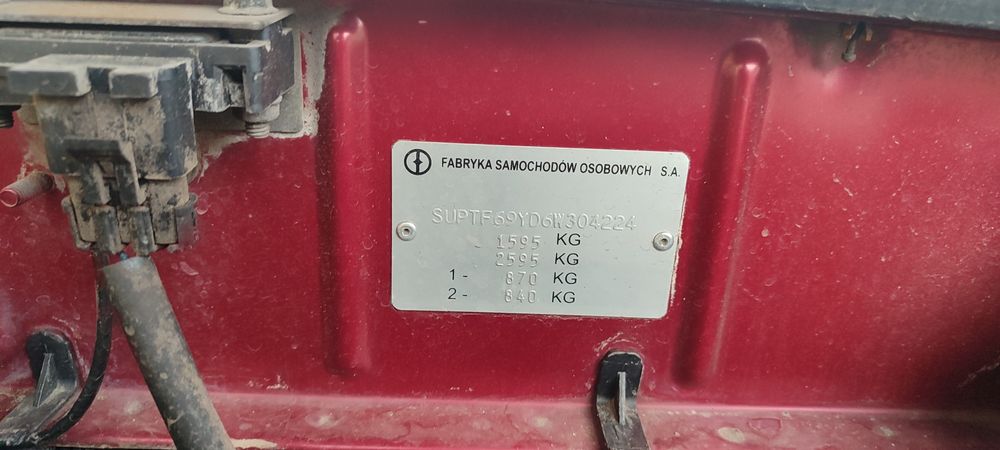 FABRYKA SAMOCHODÓW OSOBOWYCH S.A.
SUPTF69YD6W304224
1595 KG
2595 KG
1- 870 KG
2- 840 KG